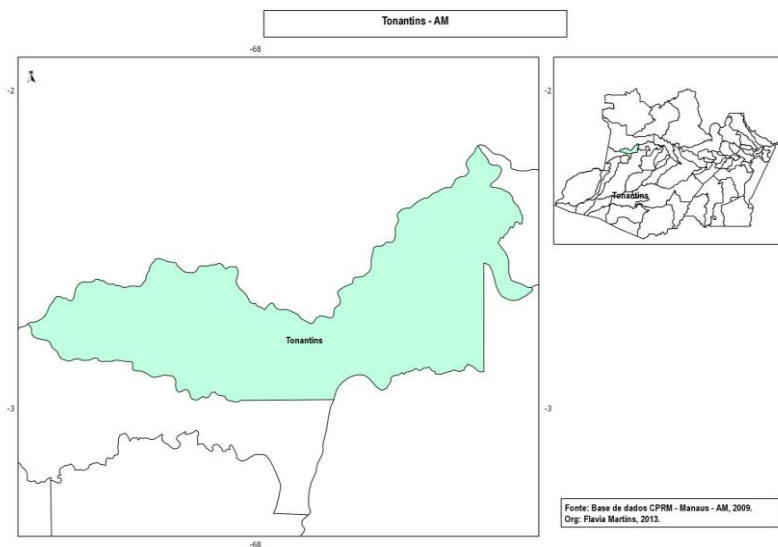 Tonantins - AM
-68
-2
-2
Tonantins
Tonantins
-3
-3
Fonte: Base de dados CPRM - Manaus - AM, 2009.
Org: Flavia Martins, 2013.
-68